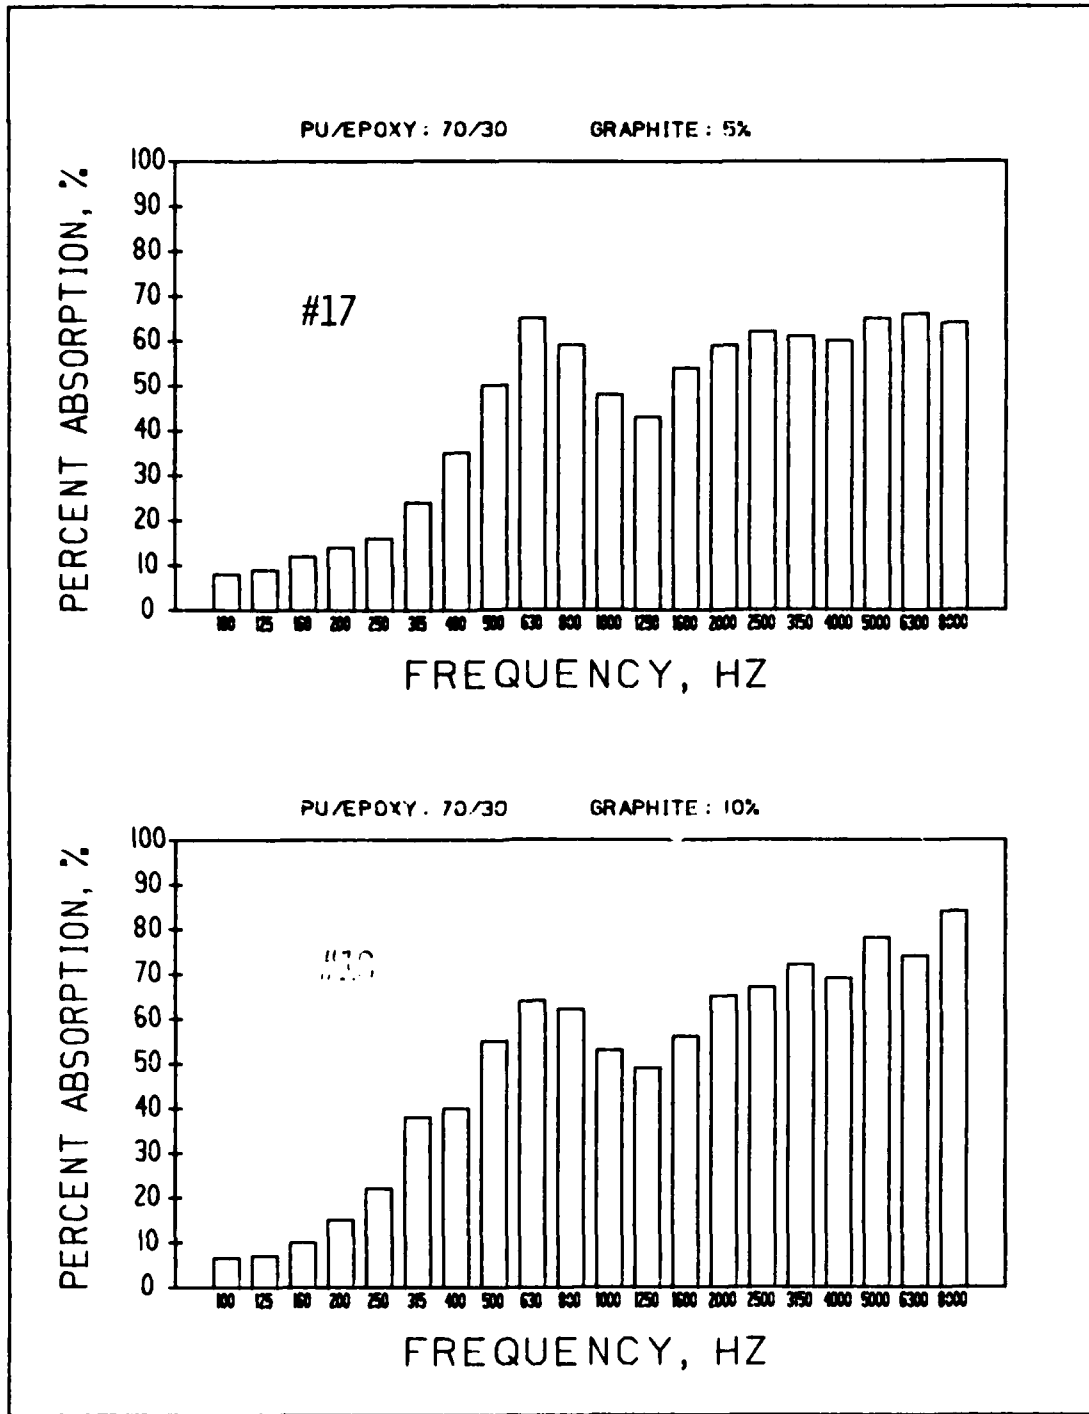 PU/EPOXY: 70/30 GRAPHITE: 5%
PERCENT ABSORPTION, %
100
90
80
70
60
50
40
30
20
10
0
#17
100 125 160 200 250 315 400 500 630 800 1000 1250 1600 2000 2500 3150 4000 5000 6300 8000
FREQUENCY, HZ
PU/EPOXY. 70/30 GRAPHITE: 10%
PERCENT ABSORPTION, %
100
90
80
70
60
50
40
30
20
10
0
100 125 160 200 250 315 400 500 630 800 1000 1250 1600 2000 2500 3150 4000 5000 6300 8000
FREQUENCY, HZ